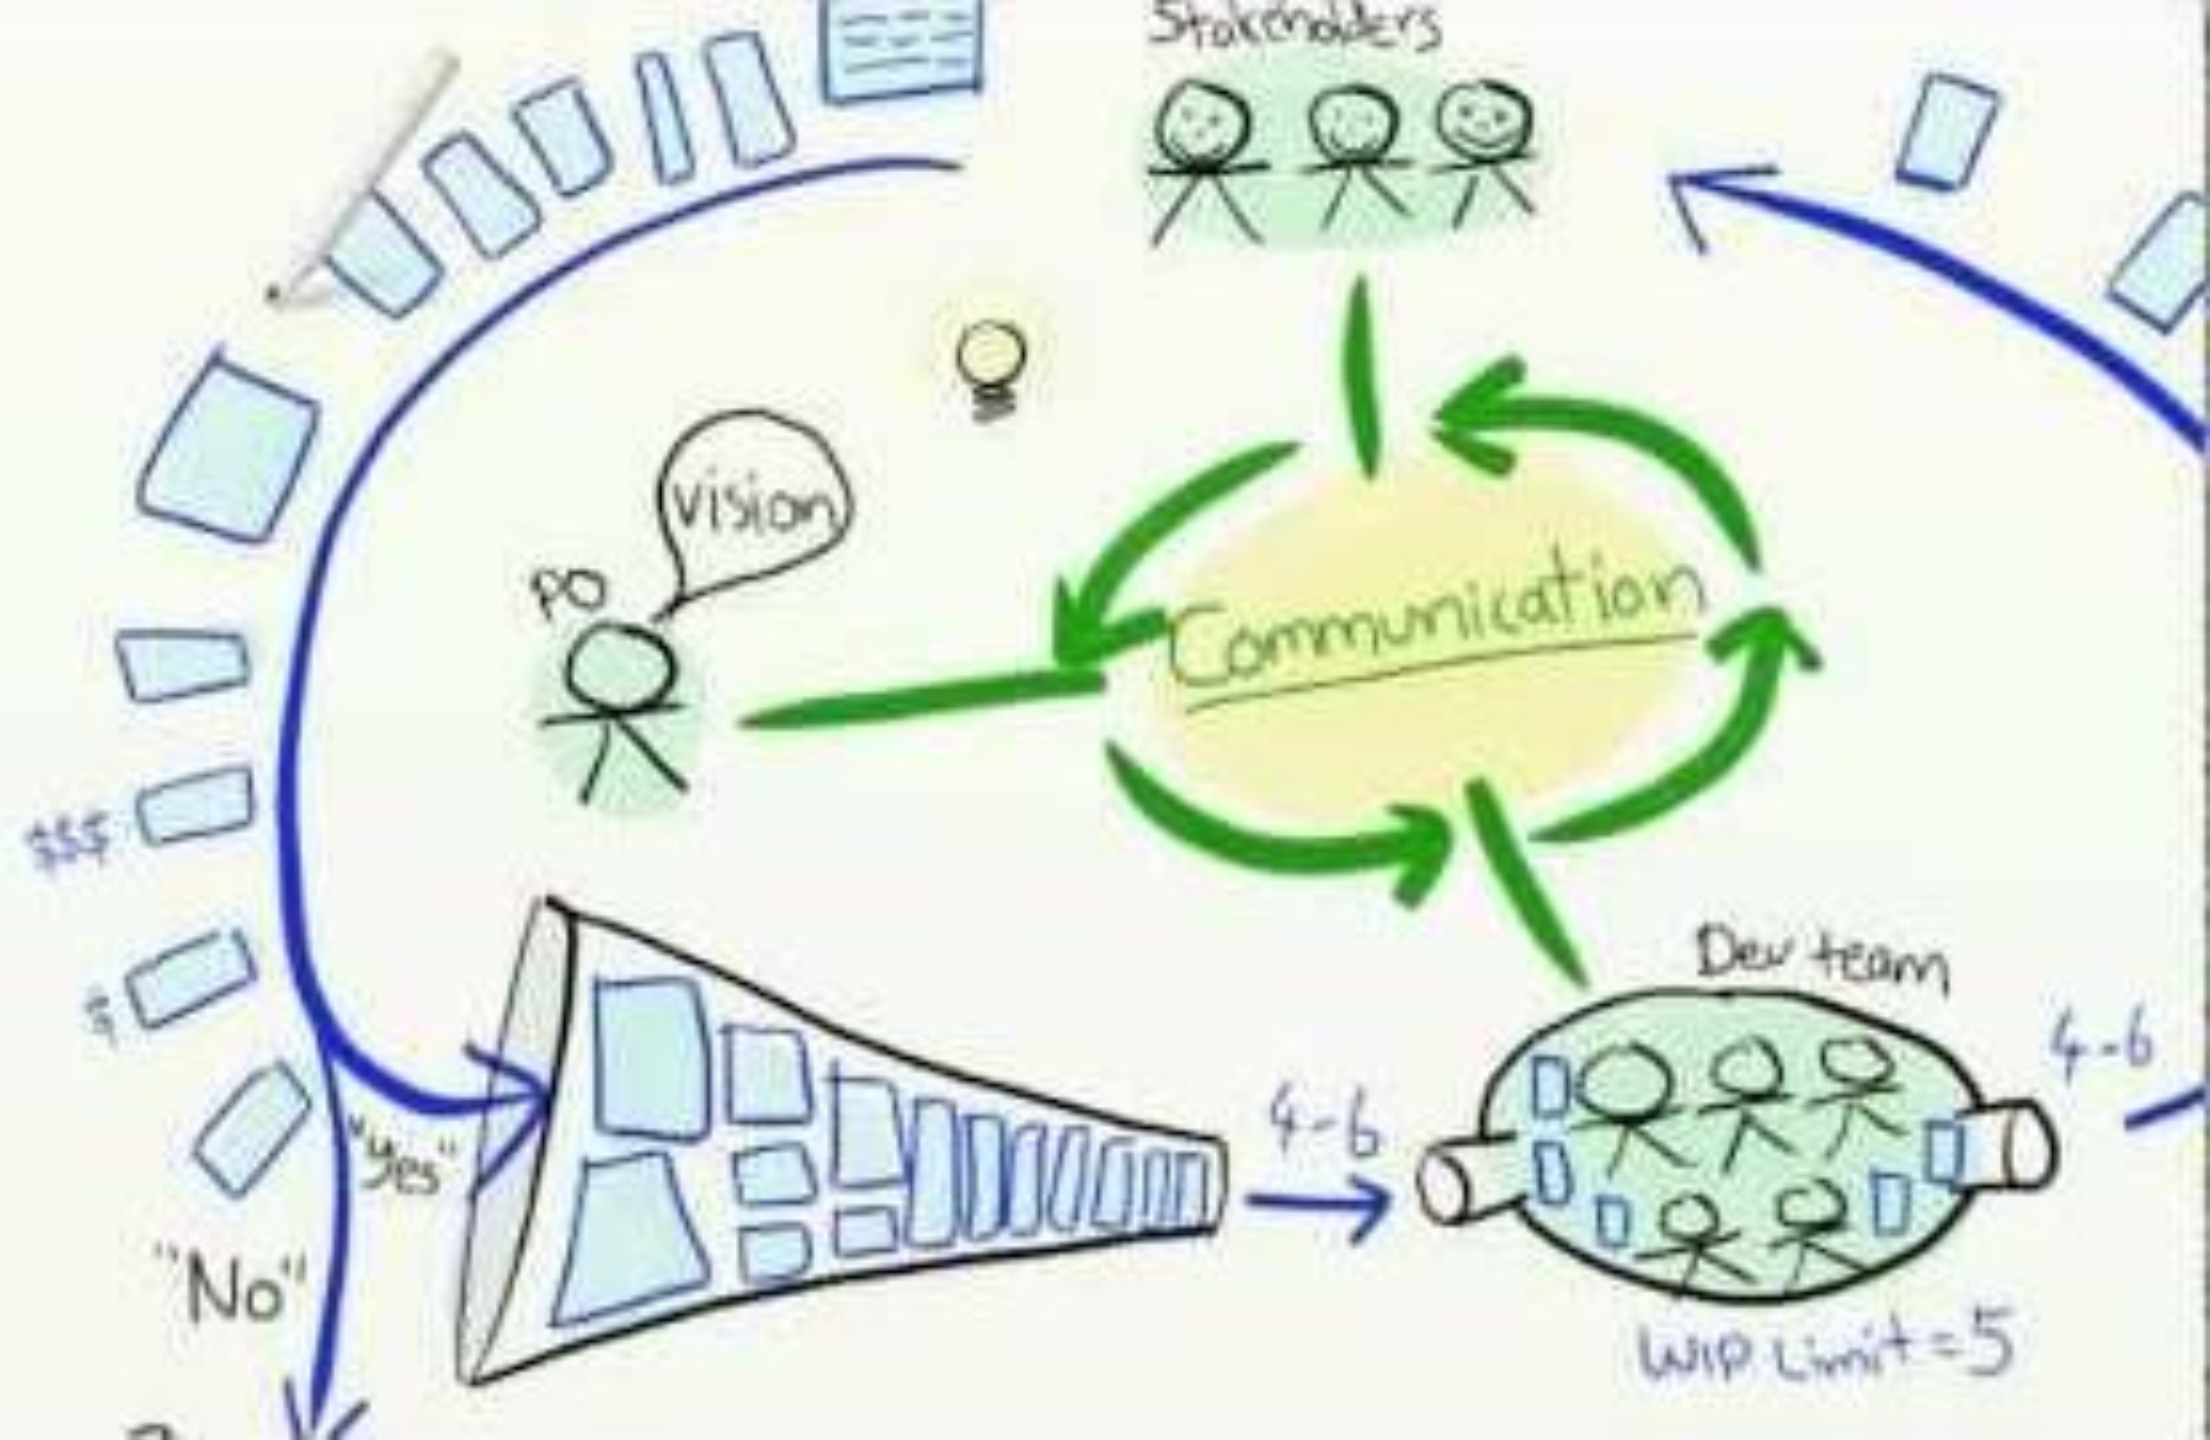 Stakeholders
vision
PO
Communication
$$$
$
Dev team
4-6
4-6
"yes"
"No"
WIP Limit = 5